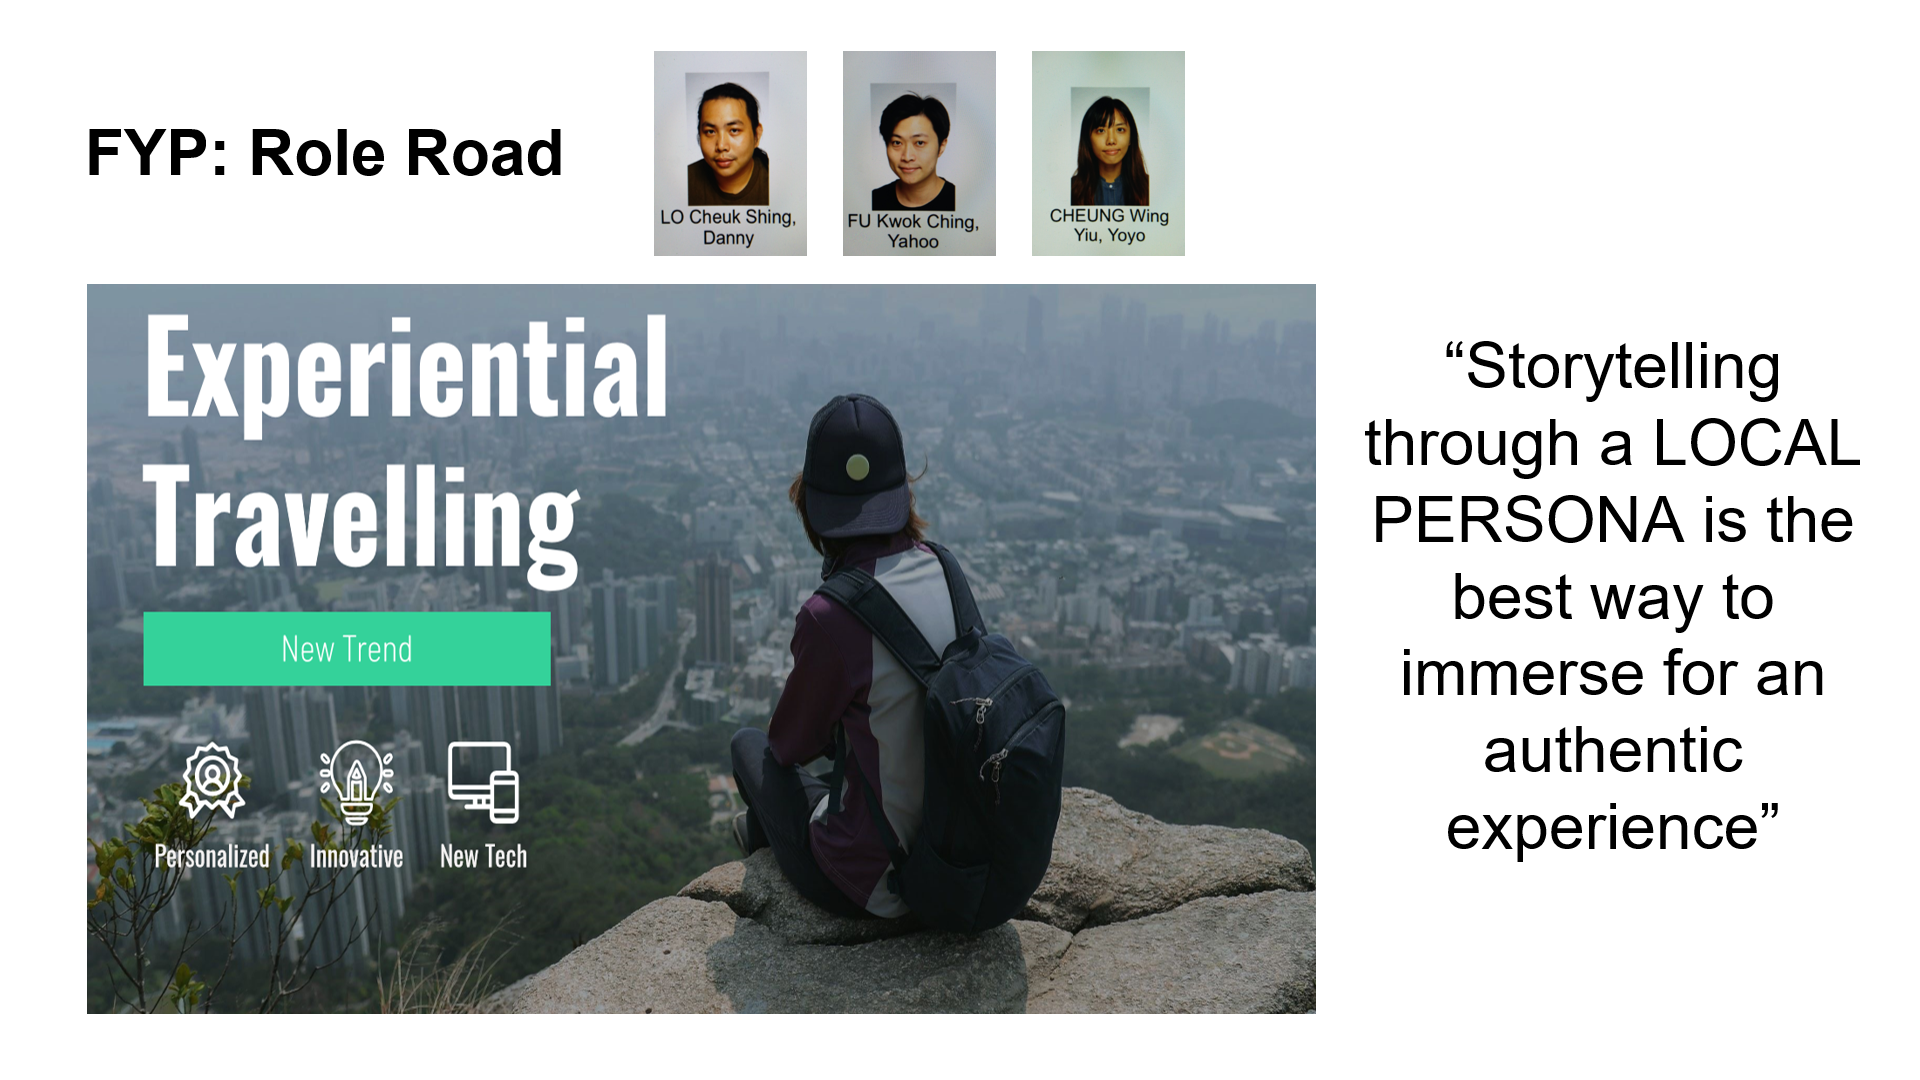 FYP: Role Road
LO Cheuk Shing,
Danny
FU Kwok Ching,
Yahoo
CHEUNG Wing
Yiu, Yoyo
Experiential
Travelling
New Trend
Personalized
Innovative
New Tech
“Storytelling
through a LOCAL
PERSONA is the
best way to
immerse for an
authentic
experience”